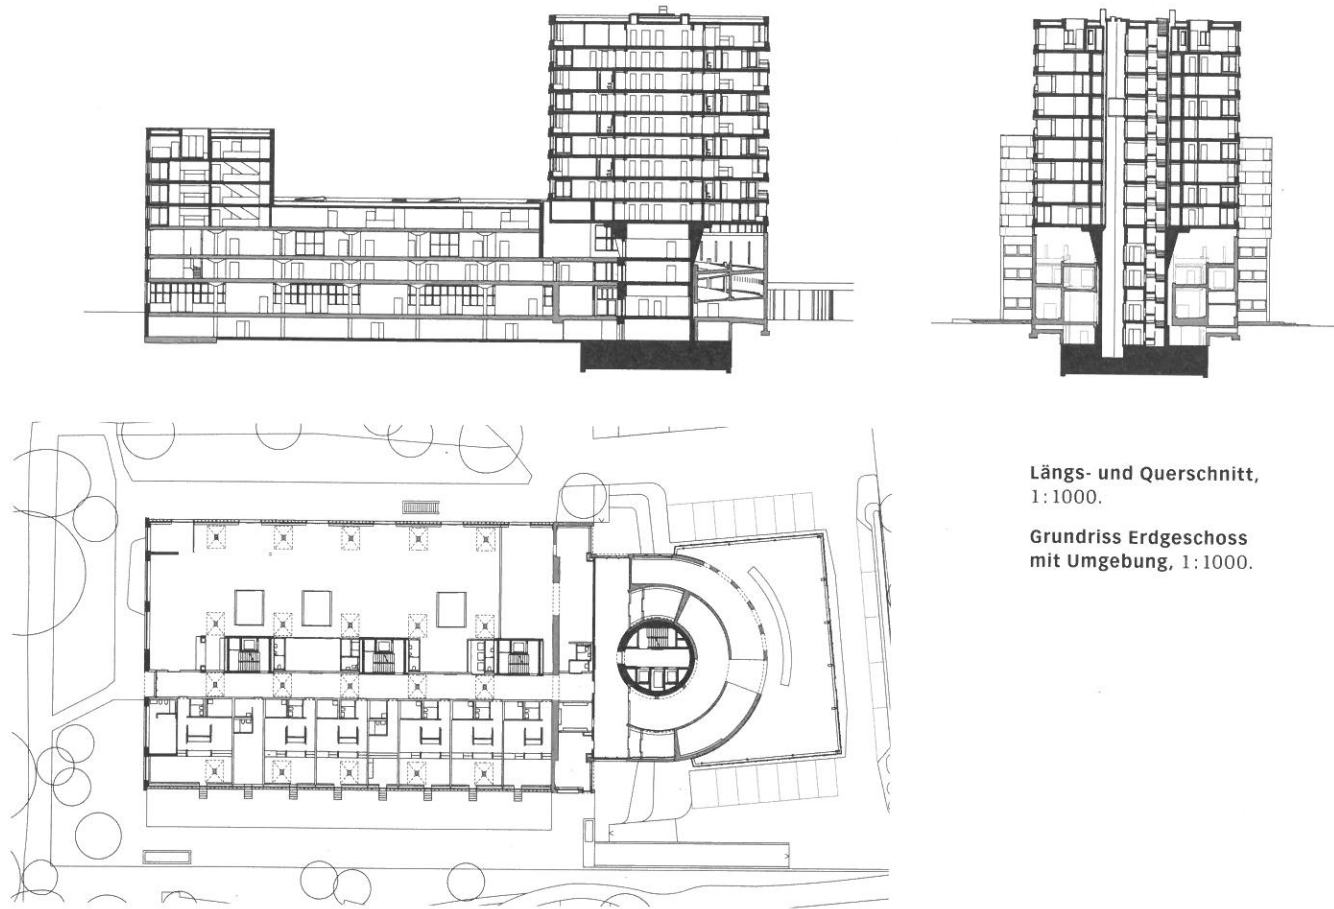 Längs- und Querschnitt,
1:1000.
Grundriss Erdgeschoss
mit Umgebung, 1:1000.